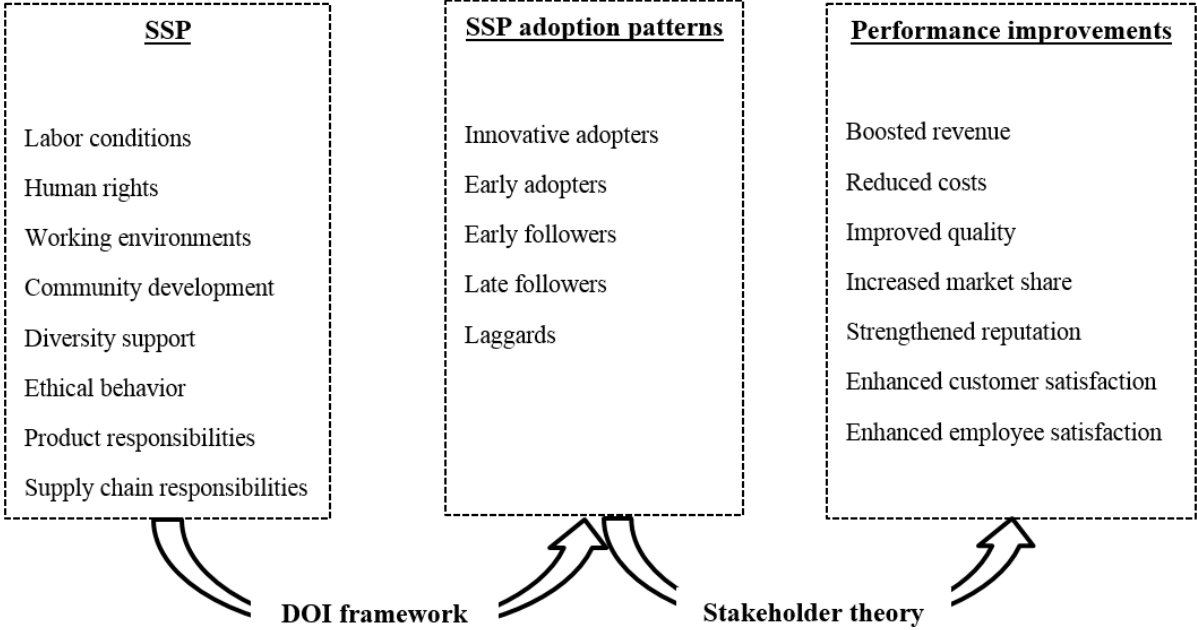 SSP
Labor conditions
Human rights
Working environments
Community development
Diversity support
Ethical behavior
Product responsibilities
Supply chain responsibilities
SSP adoption patterns
Innovative adopters
Early adopters
Early followers
Late followers
Laggards
Performance improvements
Boosted revenue
Reduced costs
Improved quality
Increased market share
Strengthened reputation
Enhanced customer satisfaction
Enhanced employee satisfaction
DOI framework
Stakeholder theory